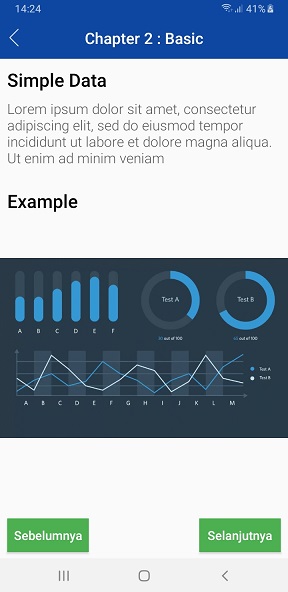 14:24
41%
Chapter 2 : Basic
Simple Data
Lorem ipsum dolor sit amet, consectetur
adipiscing elit, sed do eiusmod tempor
incididunt ut labore et dolore magna aliqua.
Ut enim ad minim veniam
Example
Test A
Test B
A B C D E F
out of 100
out of 100
Test A
Test B
A B C D E F G H I J K L M
Sebelumnya
Selanjutnya